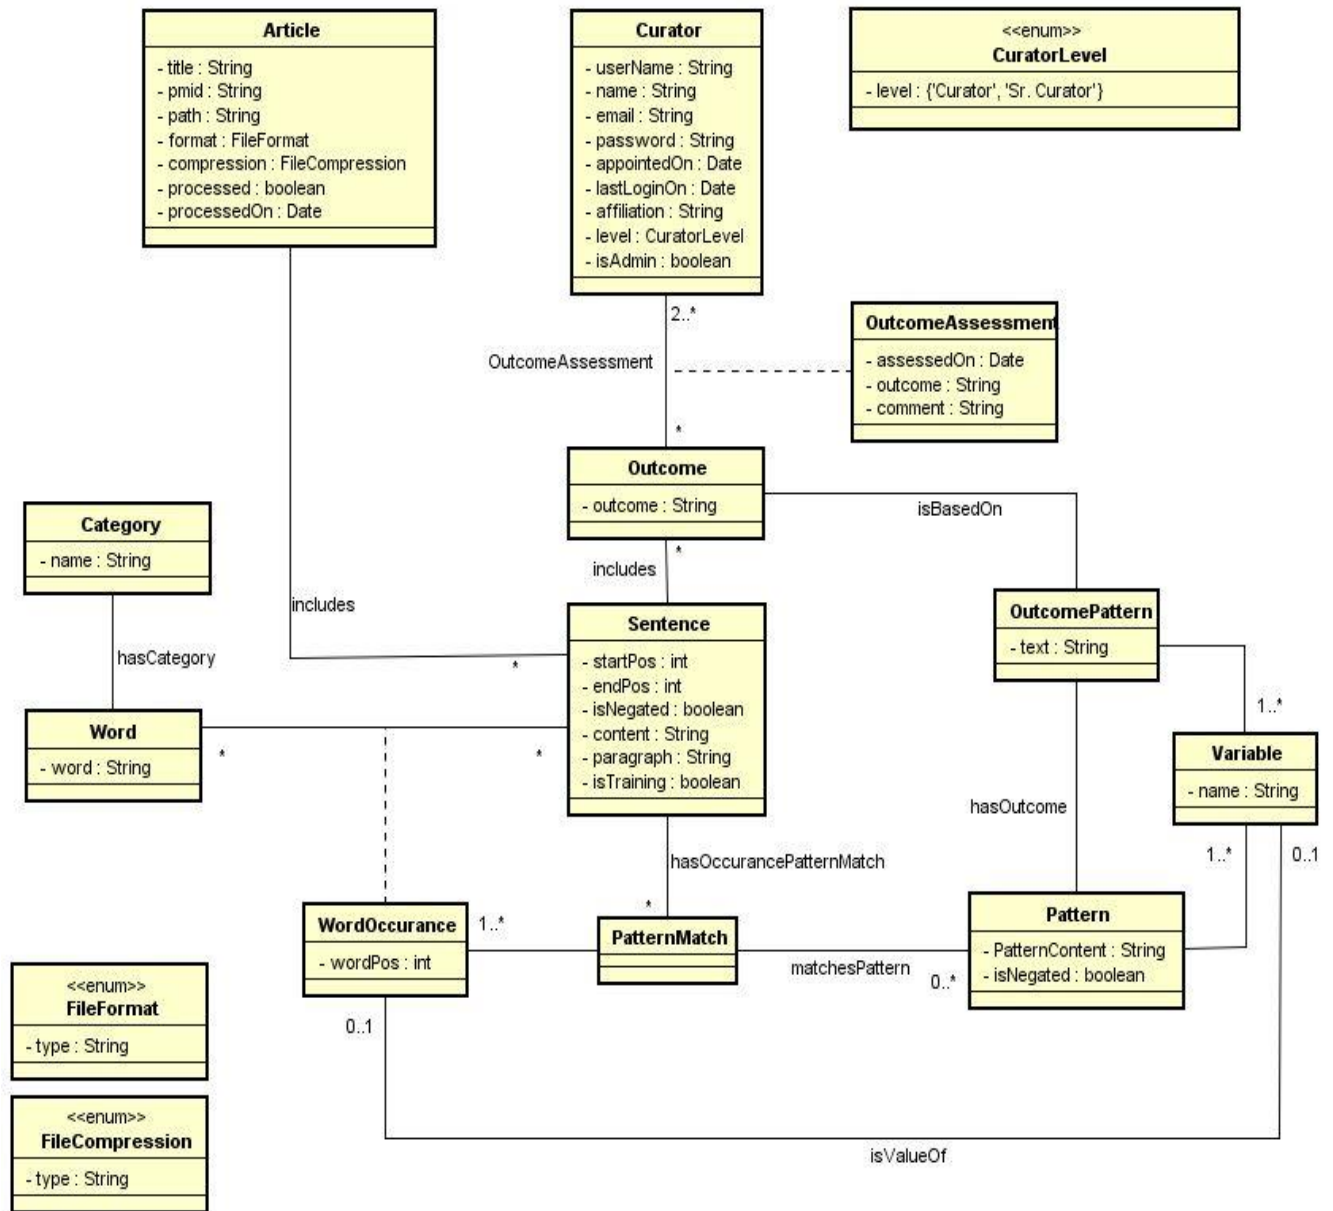 Article
- title : String
- pmid : String
- path : String
- format : FileFormat
- compression : FileCompression
- processed : boolean
- processedOn : Date
Curator
- userName : String
- name : String
- email : String
- password : String
- appointedOn : Date
- lastLoginOn : Date
- affiliation : String
- level : CuratorLevel
- isAdmin : boolean
<<enum>>
CuratorLevel
- level : {'Curator', 'Sr. Curator'}
2..*
OutcomeAssessment
*
OutcomeAssessment
- assessedOn : Date
- outcome : String
- comment : String
Outcome
- outcome : String
isBasedOn
*
includes
Category
- name : String
hasCategory
includes
*
Sentence
- startPos : int
- endPos : int
- isNegated : boolean
- content : String
- paragraph : String
- isTraining : boolean
OutcomePattern
- text : String
1..*
Word
- word : String
*
*
Variable
- name : String
hasOutcome
1..*
0..1
hasOccurancePatternMatch
*
WordOccurance
- wordPos : int
1..*
PatternMatch
matchesPattern
0..*
Pattern
- PatternContent : String
- isNegated : boolean
0..1
isValueOf
<<enum>>
FileFormat
- type : String
<<enum>>
FileCompression
- type : String